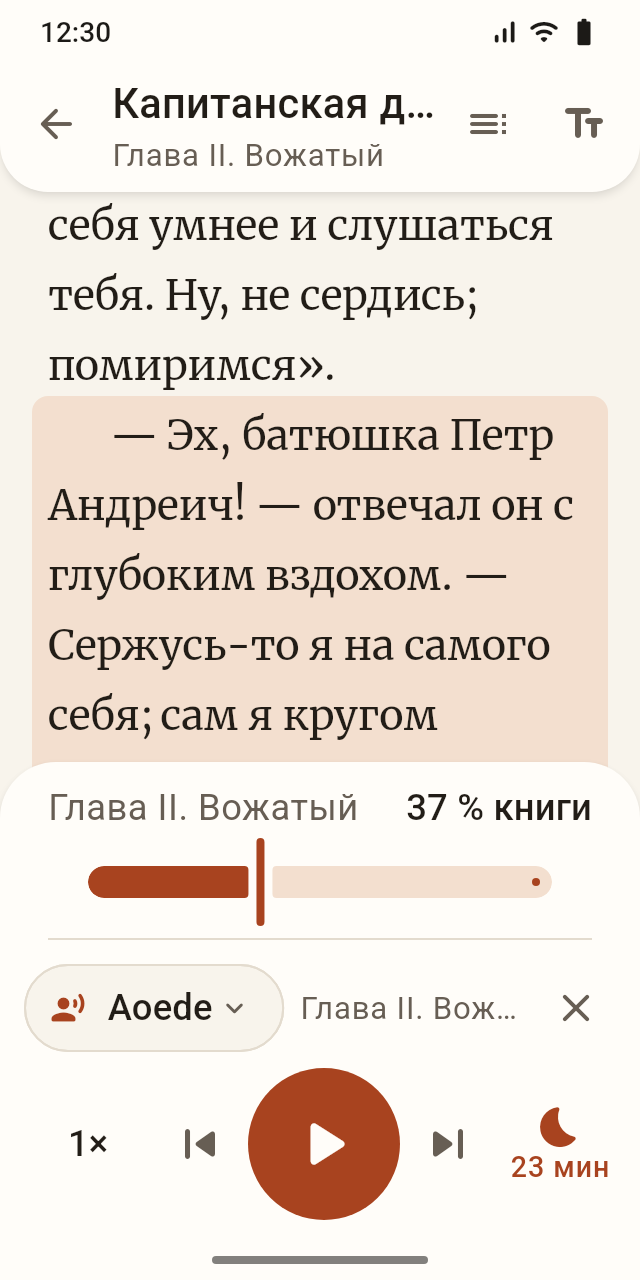 12:30
Капитанская д…
Глава II. Вожатый
себя умнее и слушаться
тебя. Ну, не сердись;
помиримся».
— Эх, батюшка Петр
Андреич! — отвечал он с
глубоким вздохом. —
Сержусь-то я на самого
себя; сам я кругом
Глава II. Вожатый
37 % книги
Aoede
Глава II. Вож…
1×
23 мин